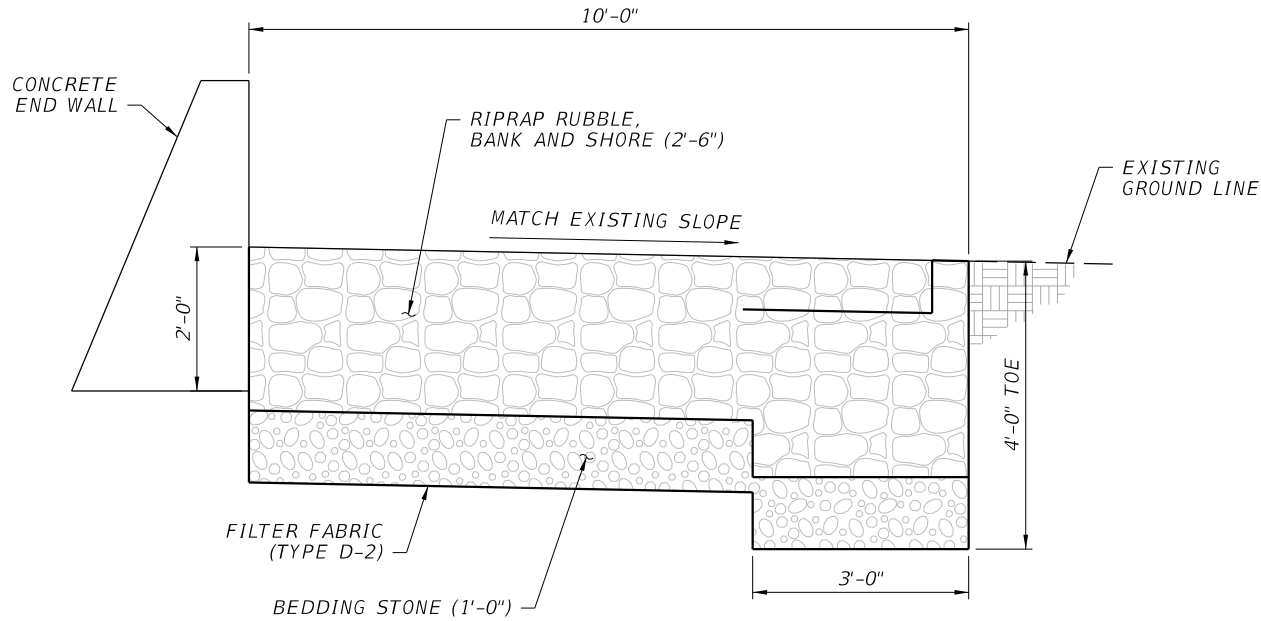 10'-0"
CONCRETE
END WALL
RIPRAP RUBBLE,
BANK AND SHORE (2'-6")
EXISTING
GROUND LINE
MATCH EXISTING SLOPE
2'-0"
4'-0" TOE
FILTER FABRIC
(TYPE D-2)
3'-0"
BEDDING STONE (1'-0")